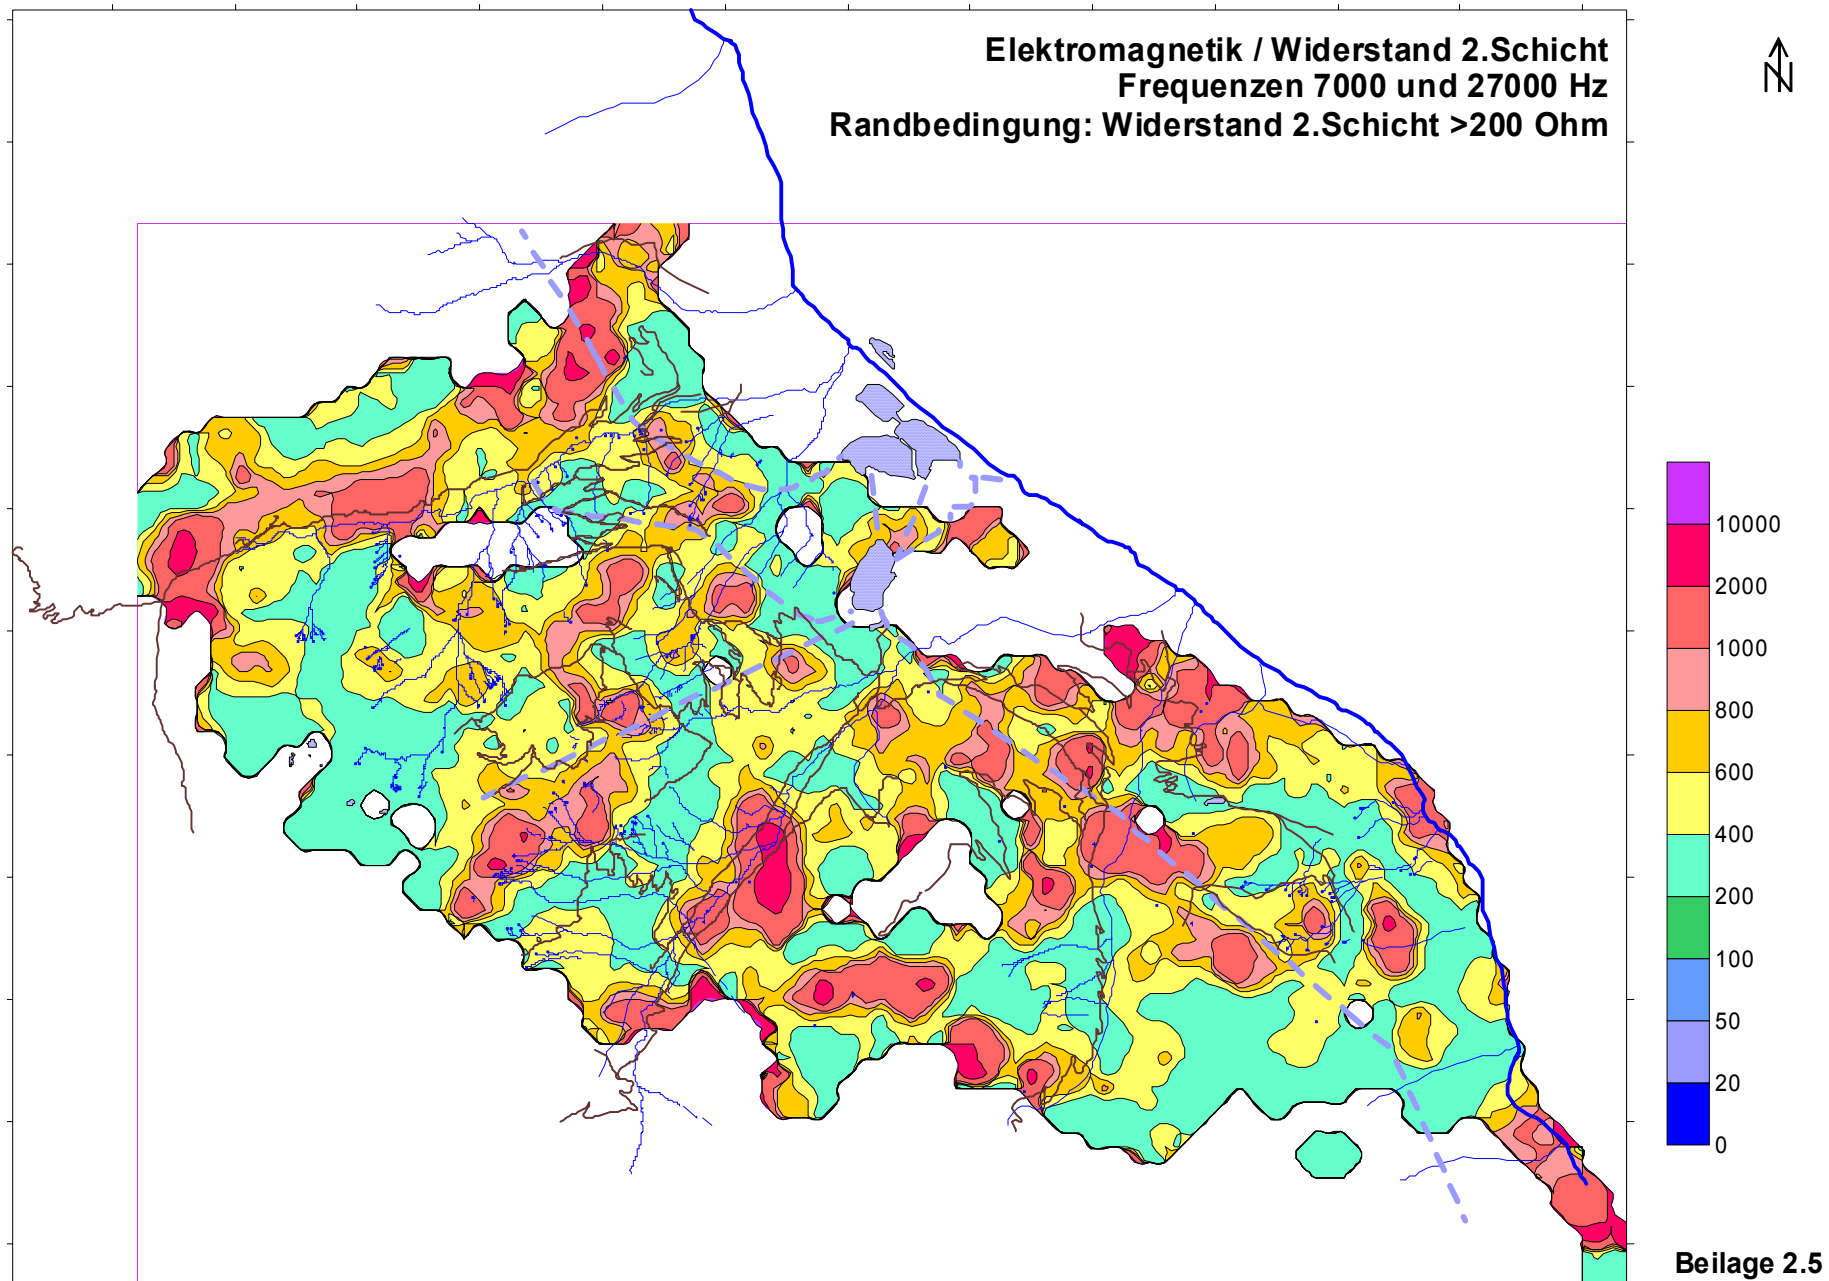 Elektromagnetik / Widerstand 2.Schicht
Frequenzen 7000 und 27000 Hz
Randbedingung: Widerstand 2.Schicht >200 Ohm
N
10000
2000
1000
800
600
400
200
100
50
20
0
Beilage 2.5